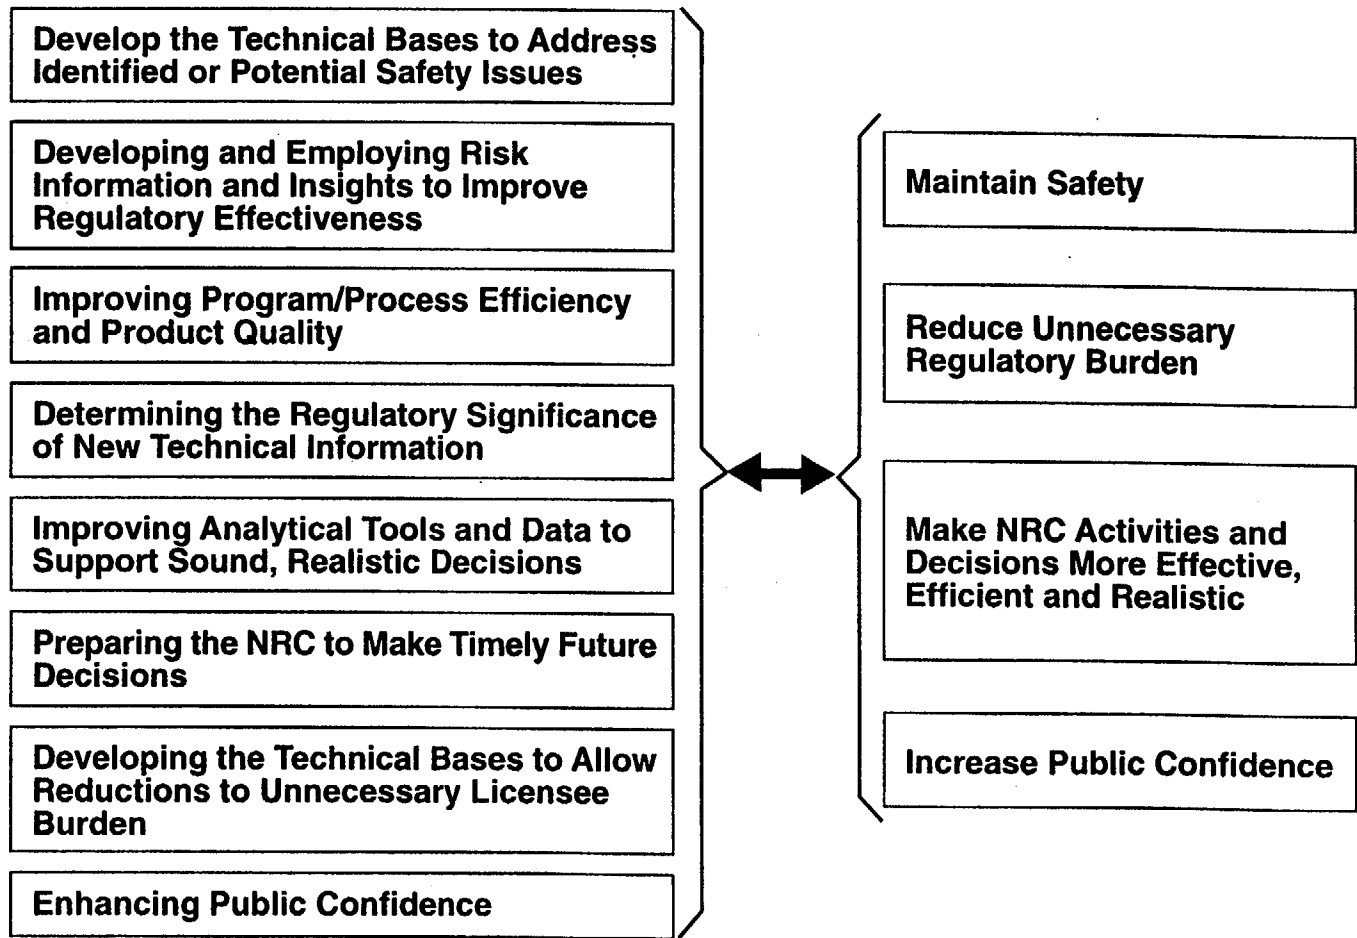 Develop the Technical Bases to Address
Identified or Potential Safety Issues
Developing and Employing Risk
Information and Insights to Improve
Regulatory Effectiveness
Improving Program/Process Efficiency
and Product Quality
Determining the Regulatory Significance
of New Technical Information
Improving Analytical Tools and Data to
Support Sound, Realistic Decisions
Preparing the NRC to Make Timely Future
Decisions
Developing the Technical Bases to Allow
Reductions to Unnecessary Licensee
Burden
Enhancing Public Confidence
Maintain Safety
Reduce Unnecessary
Regulatory Burden
Make NRC Activities and
Decisions More Effective,
Efficient and Realistic
Increase Public Confidence